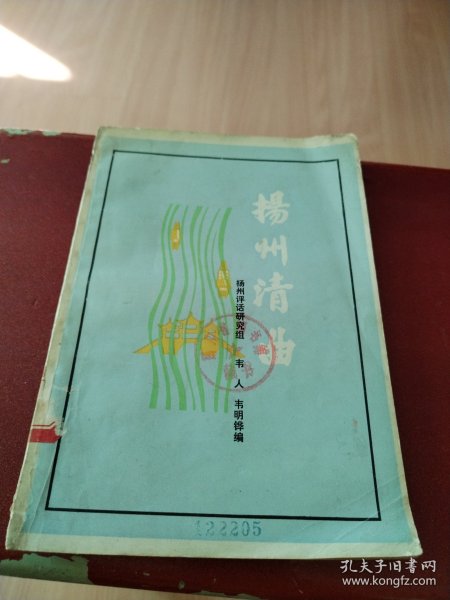 揚州清曲
扬州评话研究组 韦人 韦明铧编
122205
孔夫子旧书网
www.kongfz.com